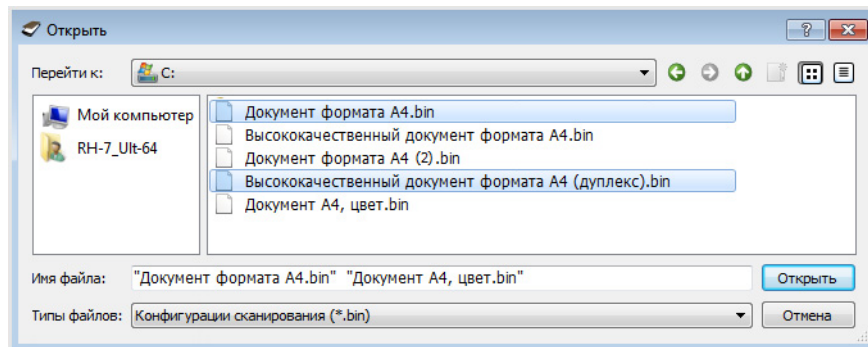 Открыть
Перейти к: C:
Мой компьютер
RH-7_Ult-64
Документ формата A4.bin
Высококачественный документ формата A4.bin
Документ формата A4 (2).bin
Высококачественный документ формата A4 (дуплекс).bin
Документ A4, цвет.bin
Имя файла: "Документ формата A4.bin" "Документ A4, цвет.bin" Открыть
Типы файлов: Конфигурации сканирования (*.bin) Отмена